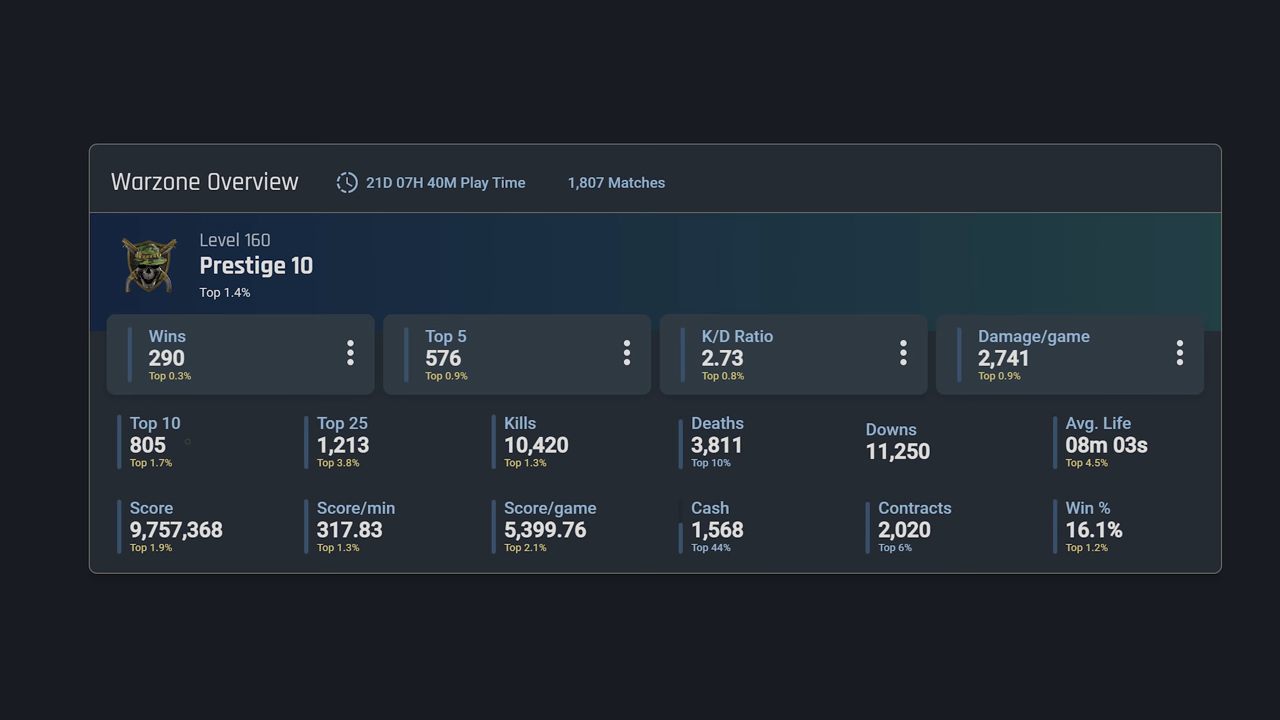 Warzone Overview
21D 07H 40M Play Time
1,807 Matches
Level 160
Prestige 10
Top 1.4%
Wins
290
Top 0.3%
Top 5
576
Top 0.9%
K/D Ratio
2.73
Top 0.8%
Damage/game
2,741
Top 0.9%
Top 10
805
Top 1.7%
Top 25
1,213
Top 3.8%
Kills
10,420
Top 1.3%
Deaths
3,811
Top 10%
Downs
11,250
Avg. Life
08m 03s
Top 4.5%
Score
9,757,368
Top 1.9%
Score/min
317.83
Top 1.3%
Score/game
5,399.76
Top 2.1%
Cash
1,568
Top 44%
Contracts
2,020
Top 6%
Win %
16.1%
Top 1.2%